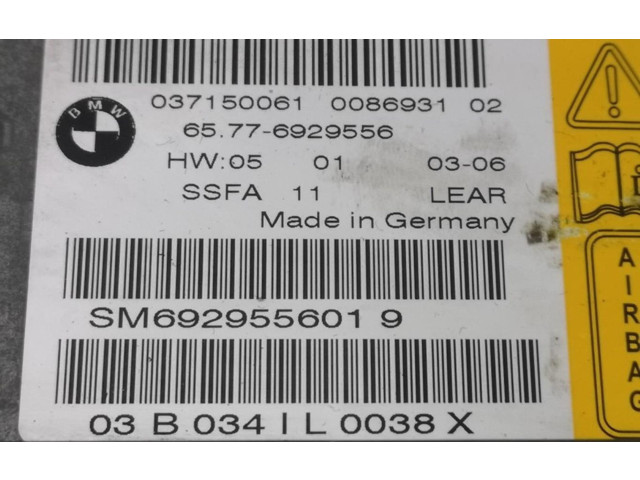 BMW
037150061 0086931 02
65.77-6929556
HW:05 01 03-06
SSFA 11 LEAR
Made in Germany
SM692955601 9
03 B 034 I L 0038 X
AIRBAG